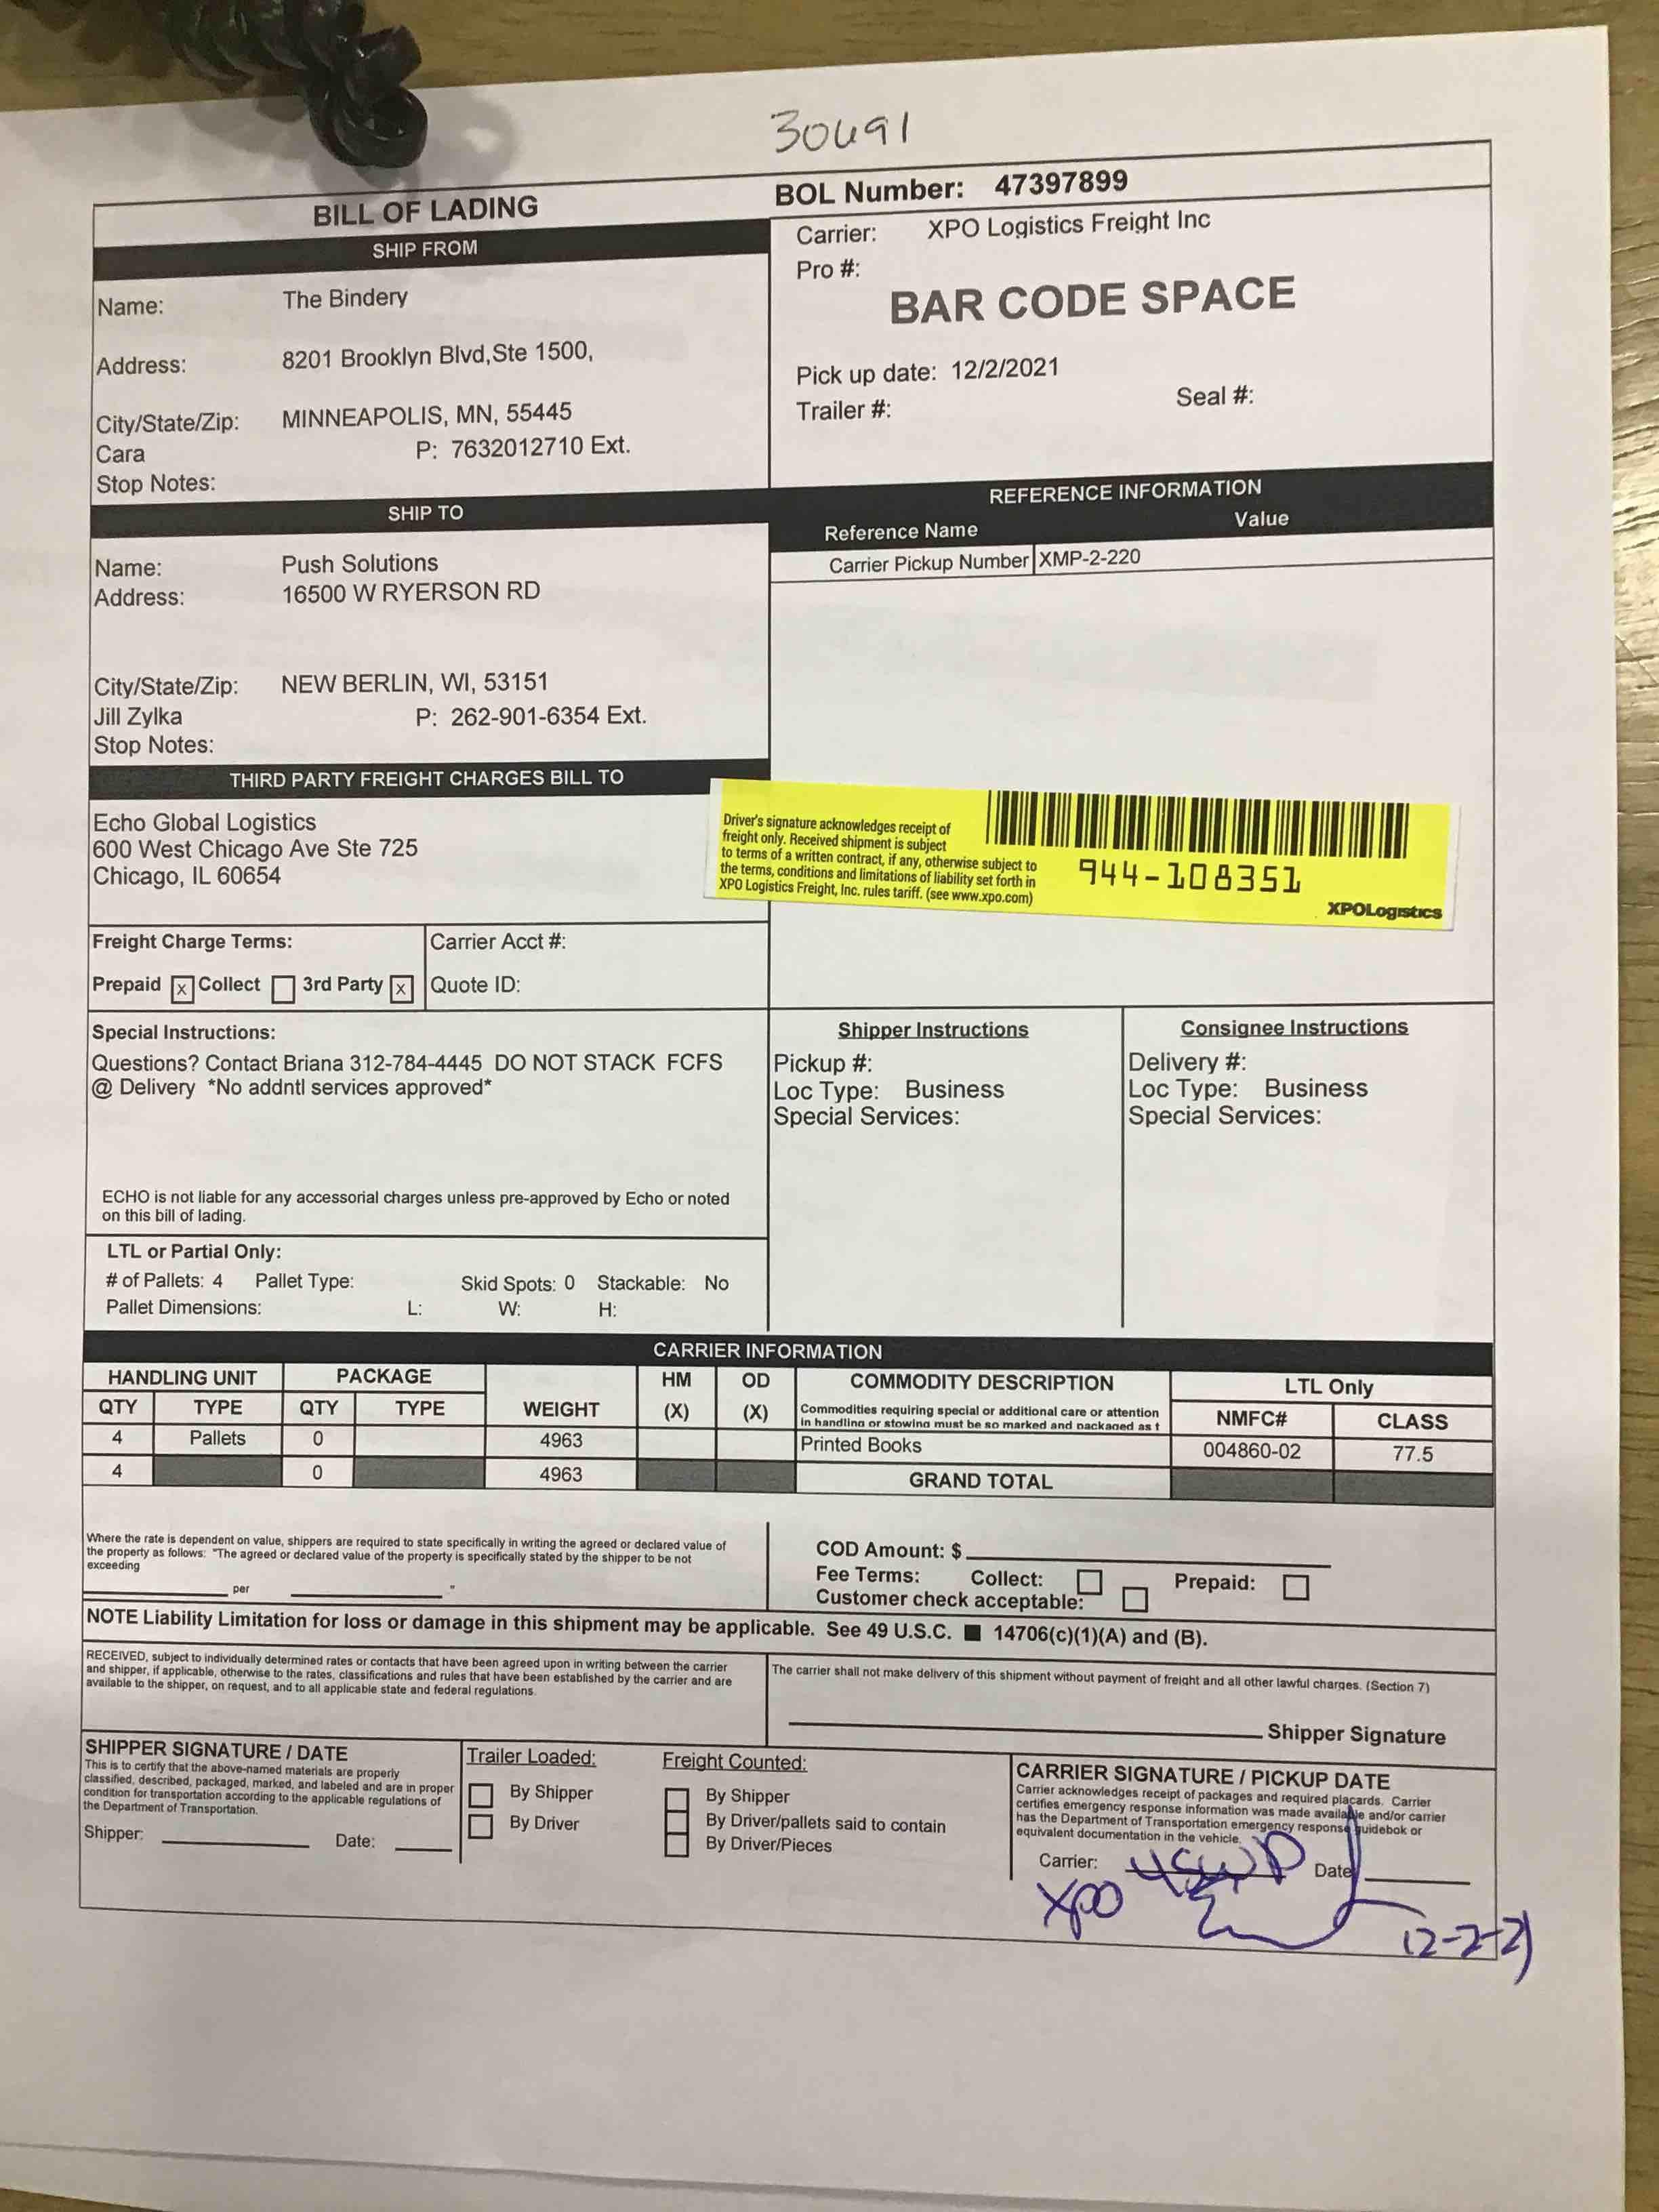 30491
BILL OF LADING
BOL Number: 47397899
SHIP FROM
Name: The Bindery
Address: 8201 Brooklyn Blvd,Ste 1500,
City/State/Zip: MINNEAPOLIS, MN, 55445
Cara P: 7632012710 Ext.
Stop Notes:
Carrier: XPO Logistics Freight Inc
Pro #:
BAR CODE SPACE
Pick up date: 12/2/2021
Trailer #: Seal #:
SHIP TO
Name: Push Solutions
Address: 16500 W RYERSON RD
City/State/Zip: NEW BERLIN, WI, 53151
Jill Zylka P: 262-901-6354 Ext.
Stop Notes:
REFERENCE INFORMATION
Reference Name Value
Carrier Pickup Number XMP-2-220
THIRD PARTY FREIGHT CHARGES BILL TO
Echo Global Logistics
600 West Chicago Ave Ste 725
Chicago, IL 60654
Driver's signature acknowledges receipt of
freight only. Received shipment is subject
to terms of a written contract, if any, otherwise subject to
the terms, conditions and limitations of liability set forth in
XPO Logistics Freight, Inc. rules tariff. (see www.xpo.com)
944-108351
XPOLogistics
Freight Charge Terms: Carrier Acct #:
Prepaid x Collect 3rd Party x Quote ID:
Special Instructions:
Questions? Contact Briana 312-784-4445 DO NOT STACK FCFS
@ Delivery *No addntl services approved*
ECHO is not liable for any accessorial charges unless pre-approved by Echo or noted
on this bill of lading.
Shipper Instructions
Pickup #:
Loc Type: Business
Special Services:
Consignee Instructions
Delivery #:
Loc Type: Business
Special Services:
LTL or Partial Only:
# of Pallets: 4 Pallet Type: Skid Spots: 0 Stackable: No
Pallet Dimensions: L: W: H:
CARRIER INFORMATION
HANDLING UNIT PACKAGE WEIGHT HM (X) OD (X) COMMODITY DESCRIPTION LTL Only
QTY TYPE QTY TYPE NMFC# CLASS
Commodities requiring special or additional care or attention
in handling or stowing must be so marked and packaged as t
4 Pallets 0 4963 Printed Books 004860-02 77.5
4 0 4963 GRAND TOTAL
Where the rate is dependent on value, shippers are required to state specifically in writing the agreed or declared value of
the property as follows: "The agreed or declared value of the property is specifically stated by the shipper to be not
exceeding
per "
COD Amount: $
Fee Terms: Collect: Prepaid:
Customer check acceptable:
NOTE Liability Limitation for loss or damage in this shipment may be applicable. See 49 U.S.C. ■ 14706(c)(1)(A) and (B).
RECEIVED, subject to individually determined rates or contacts that have been agreed upon in writing between the carrier
and shipper, if applicable, otherwise to the rates, classifications and rules that have been established by the carrier and are
available to the shipper, on request, and to all applicable state and federal regulations.
The carrier shall not make delivery of this shipment without payment of freight and all other lawful charges. (Section 7)
Shipper Signature
SHIPPER SIGNATURE / DATE
This is to certify that the above-named materials are properly
classified, described, packaged, marked, and labeled and are in proper
condition for transportation according to the applicable regulations of
the Department of Transportation.
Shipper: Date:
Trailer Loaded:
By Shipper
By Driver
Freight Counted:
By Shipper
By Driver/pallets said to contain
By Driver/Pieces
CARRIER SIGNATURE / PICKUP DATE
Carrier acknowledges receipt of packages and required placards. Carrier
certifies emergency response information was made available and/or carrier
has the Department of Transportation emergency response guidebok or
equivalent documentation in the vehicle.
Carrier: Date
XPO
12-2-21